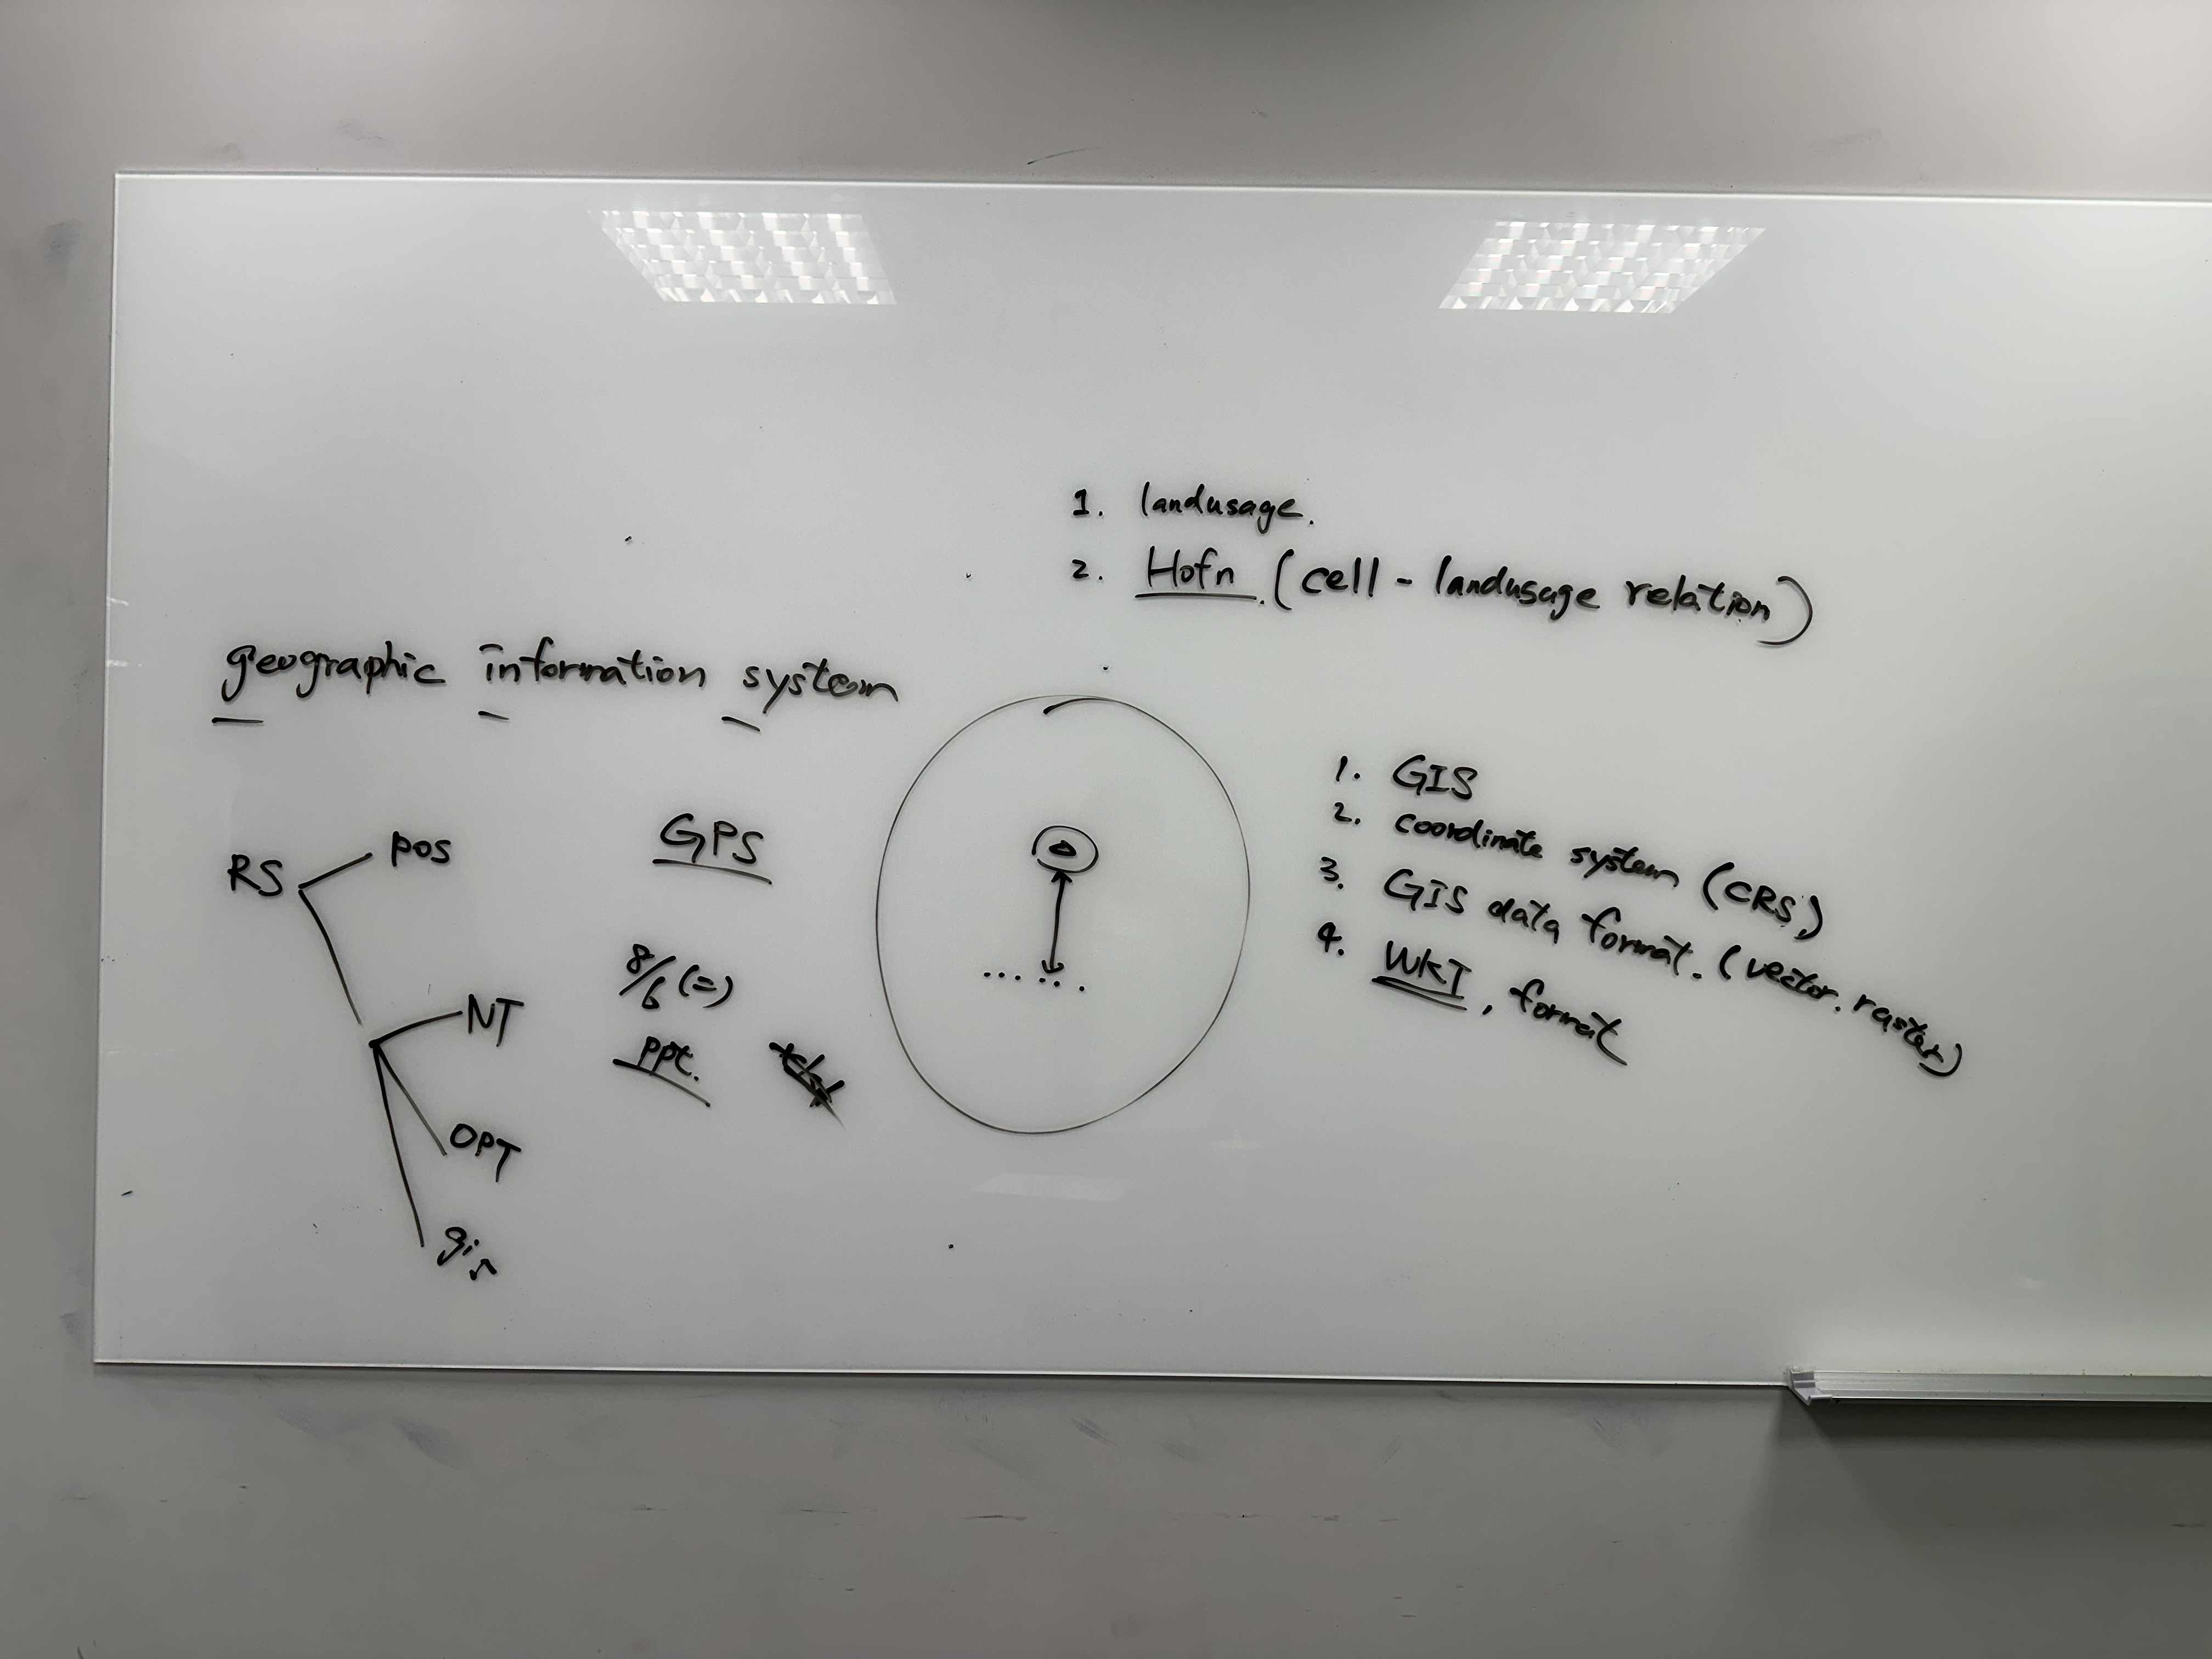 1. landusage.
2. Hofn. (cell - landusage relation)
geographic information system
RS
pos
NT
OPT
gis
GPS
8/6 (二)
ppt.
1. GIS
2. coordinate system (CRS)
3. GIS data format. (vector. raster)
4. WKT, format